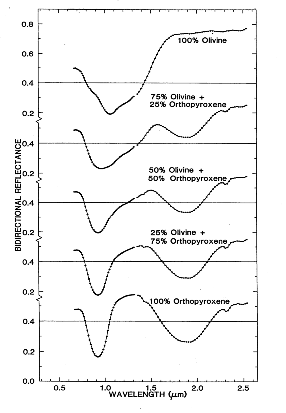 0.8
100% Olivine
0.6
0.4
75% Olivine +
25% Orthopyroxene
0.2
0.4
50% Olivine +
50% Orthopyroxene
0.2
0.4
25% Olivine +
75% Orthopyroxene
0.2
0.4
100% Orthopyroxene
0.2
0.4
0.2
0.0
BIDIRECTIONAL REFLECTANCE
0.5
1.0
1.5
2.0
2.5
WAVELENGTH (μm)